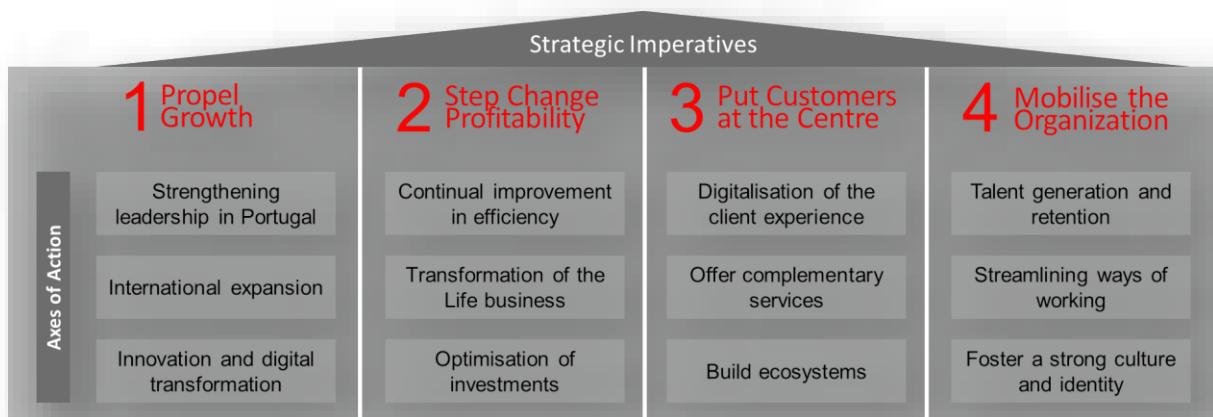 Strategic Imperatives
1 Propel
Growth
2 Step Change
Profitability
3 Put Customers
at the Centre
4 Mobilise the
Organization
Axes of Action
Strengthening
leadership in Portugal
Continual improvement
in efficiency
Digitalisation of the
client experience
Talent generation and
retention
International expansion
Transformation of the
Life business
Offer complementary
services
Streamlining ways of
working
Innovation and digital
transformation
Optimisation of
investments
Build ecosystems
Foster a strong culture
and identity